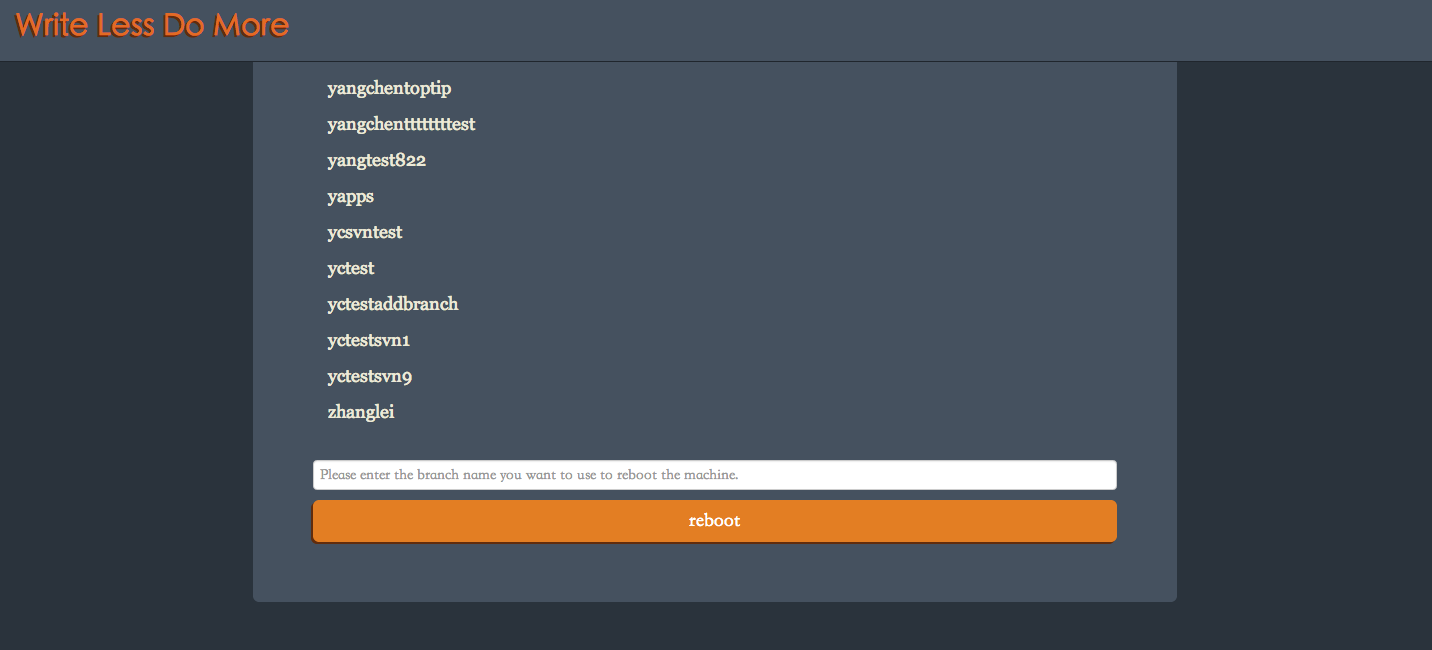 Write Less Do More
yangchentoptip
yangchenttttttttest
yangtest822
yapps
ycsvntest
yctest
yctestaddbranch
yctestsvn1
yctestsvn9
zhanglei
Please enter the branch name you want to use to reboot the machine.
reboot